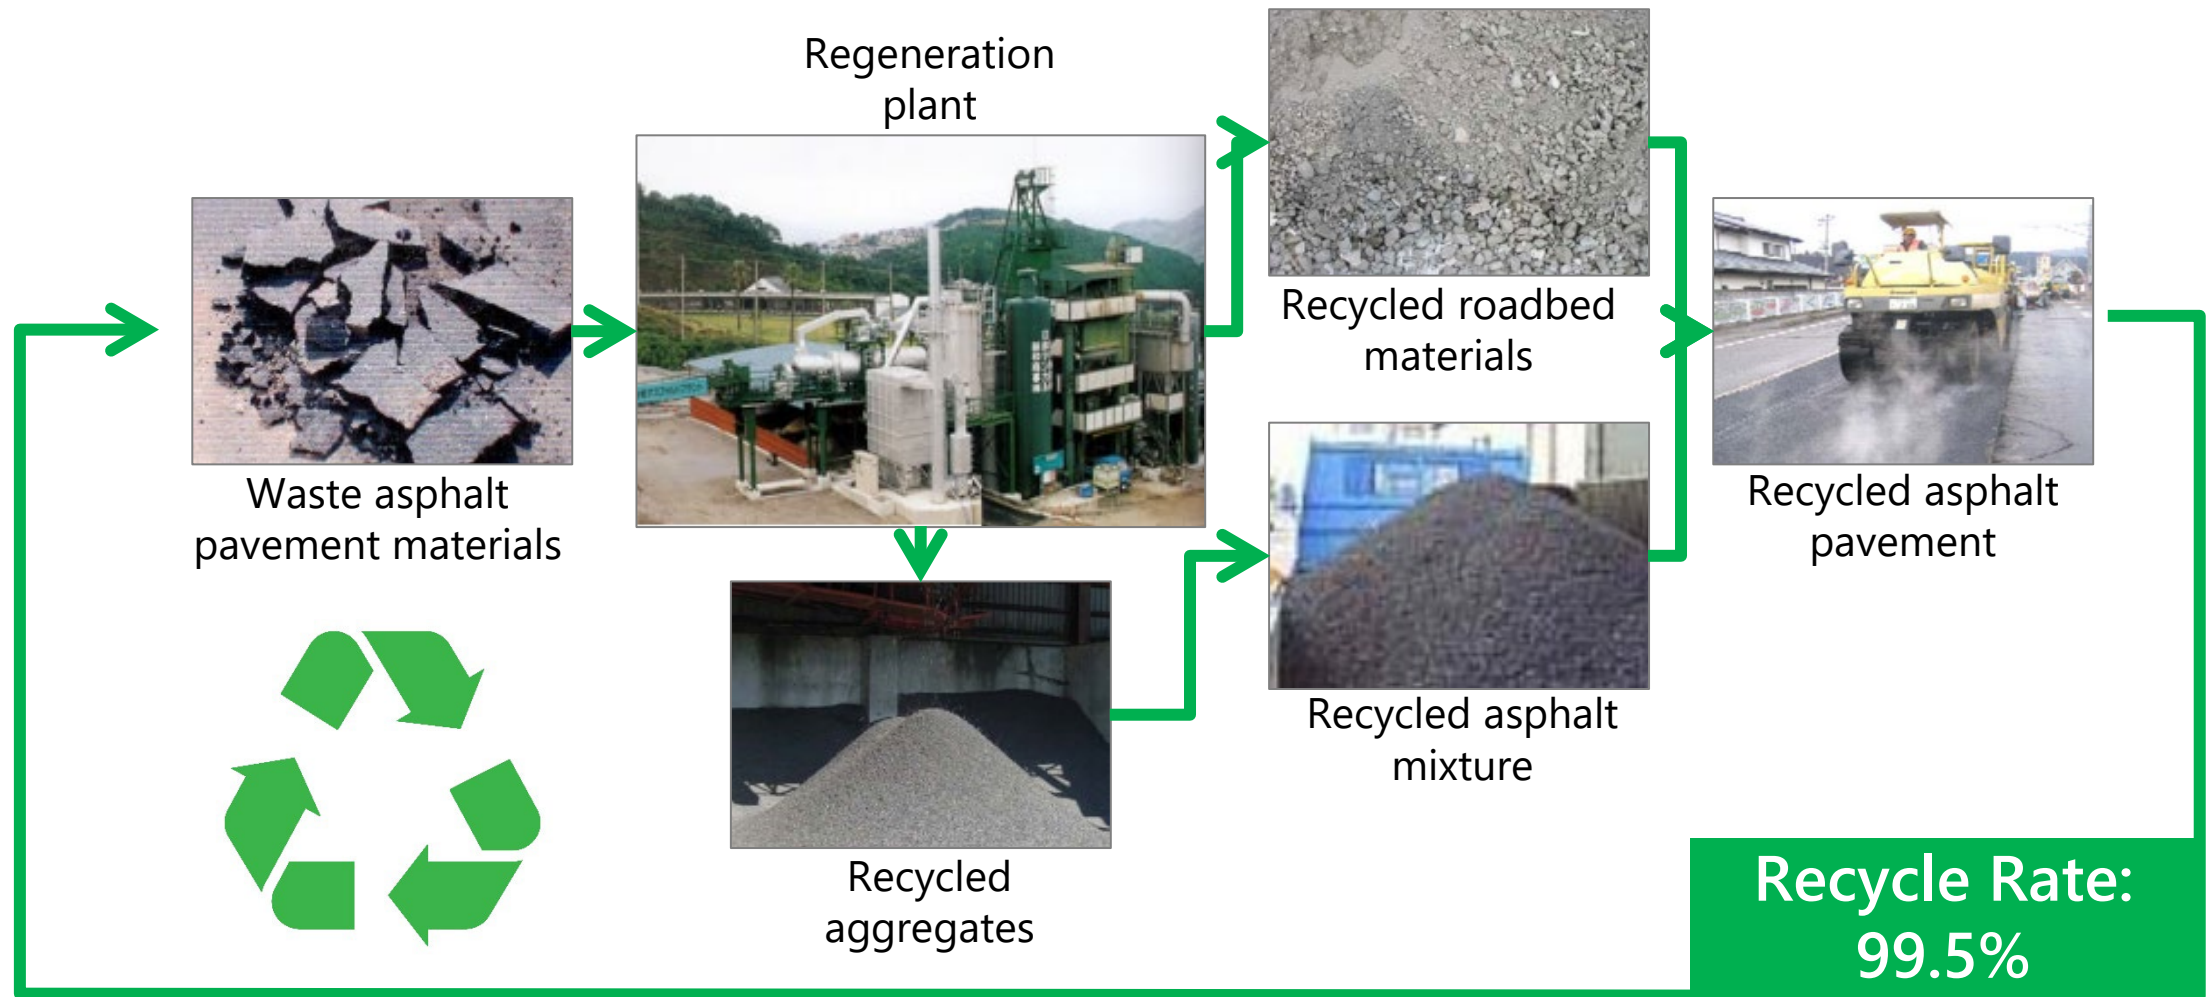 Regeneration
plant
Waste asphalt
pavement materials
Recycled roadbed
materials
Recycled aggregates
Recycled asphalt
mixture
Recycled asphalt
pavement
Recycle Rate:
99.5%